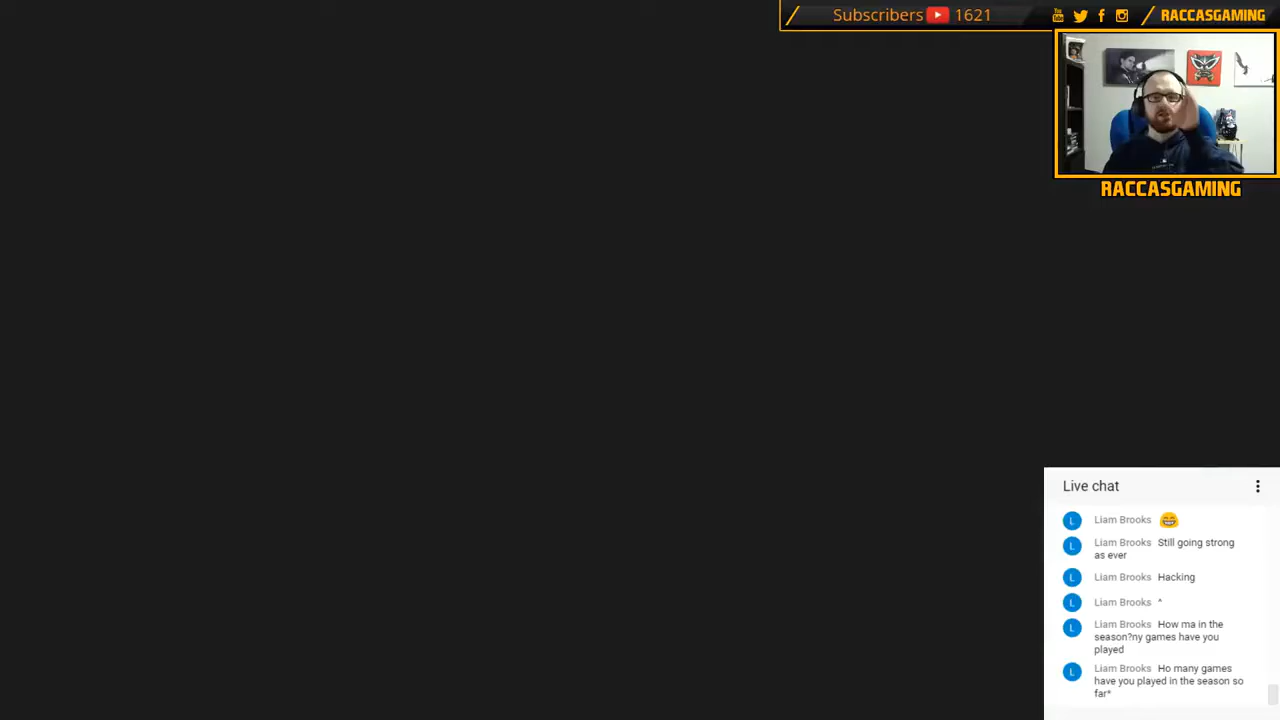 Subscribers 1621
RACCASGAMING
RACCASGAMING
Live chat
Liam Brooks
Liam Brooks Still going strong
as ever
Liam Brooks Hacking
Liam Brooks *
Liam Brooks How ma in the
season?ny games have you
played
Liam Brooks Ho many games
have you played in the season so
far*